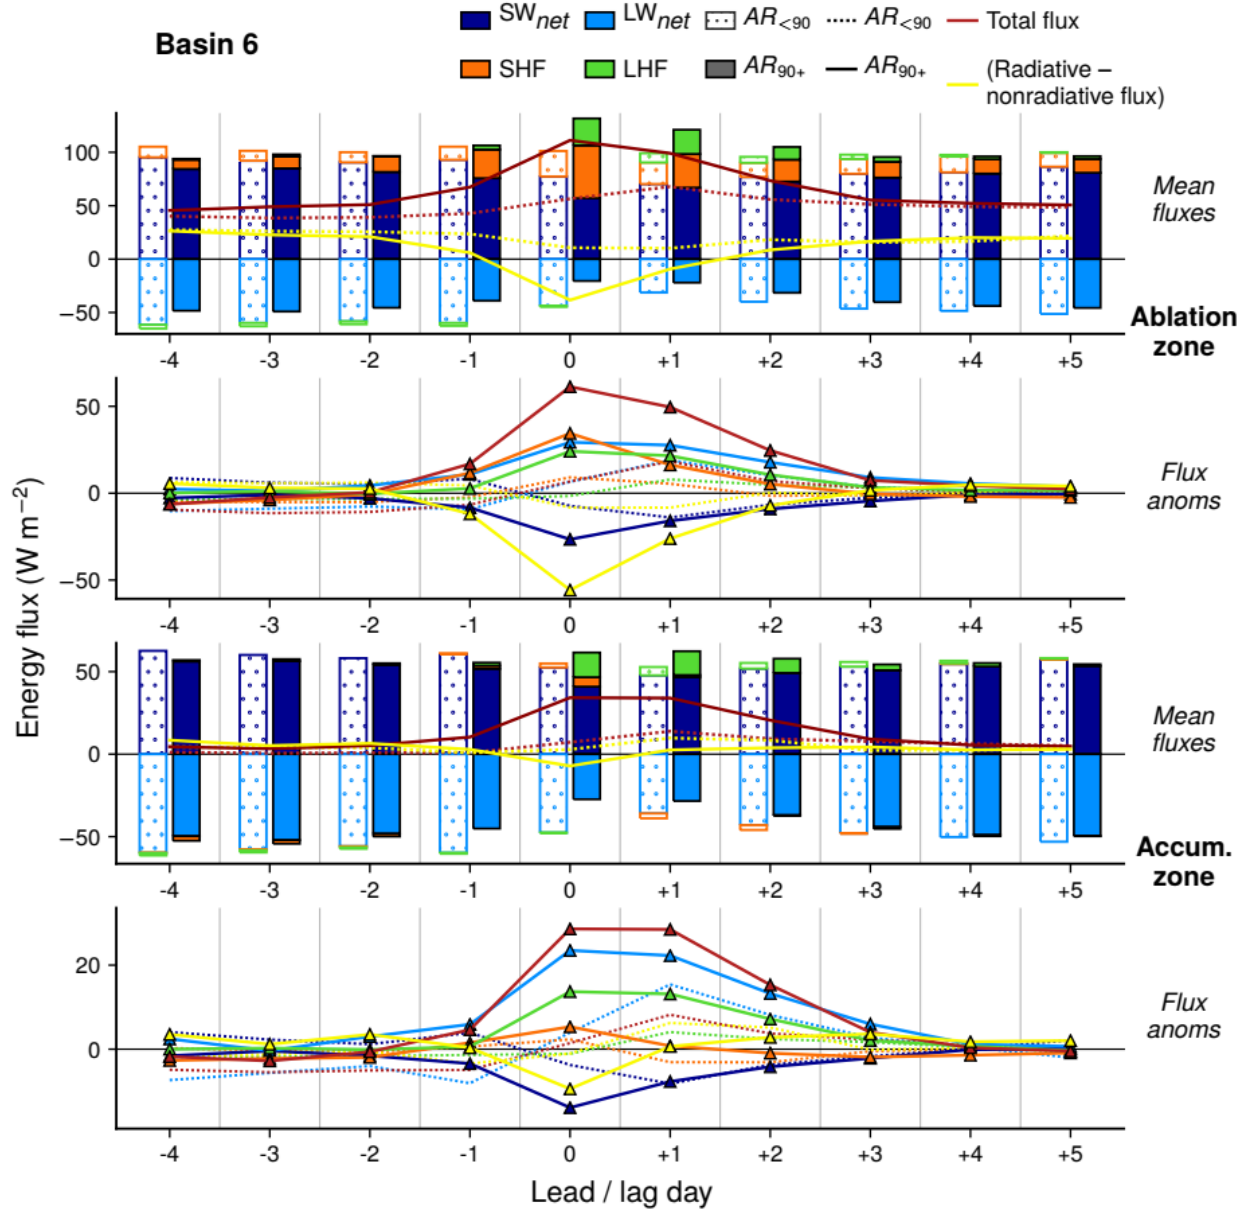 Basin 6
SWnet LWnet AR<90 AR<90 Total flux
SHF LHF AR90+ AR90+ (Radiative –
nonradiative flux)
100
50
0
−50
Mean
fluxes
-4 -3 -2 -1 0 +1 +2 +3 +4 +5
Ablation
zone
50
0
−50
Flux
anoms
-4 -3 -2 -1 0 +1 +2 +3 +4 +5
Energy flux (W m−2)
50
0
−50
Mean
fluxes
-4 -3 -2 -1 0 +1 +2 +3 +4 +5
Accum.
zone
20
0
Flux
anoms
-4 -3 -2 -1 0 +1 +2 +3 +4 +5
Lead / lag day